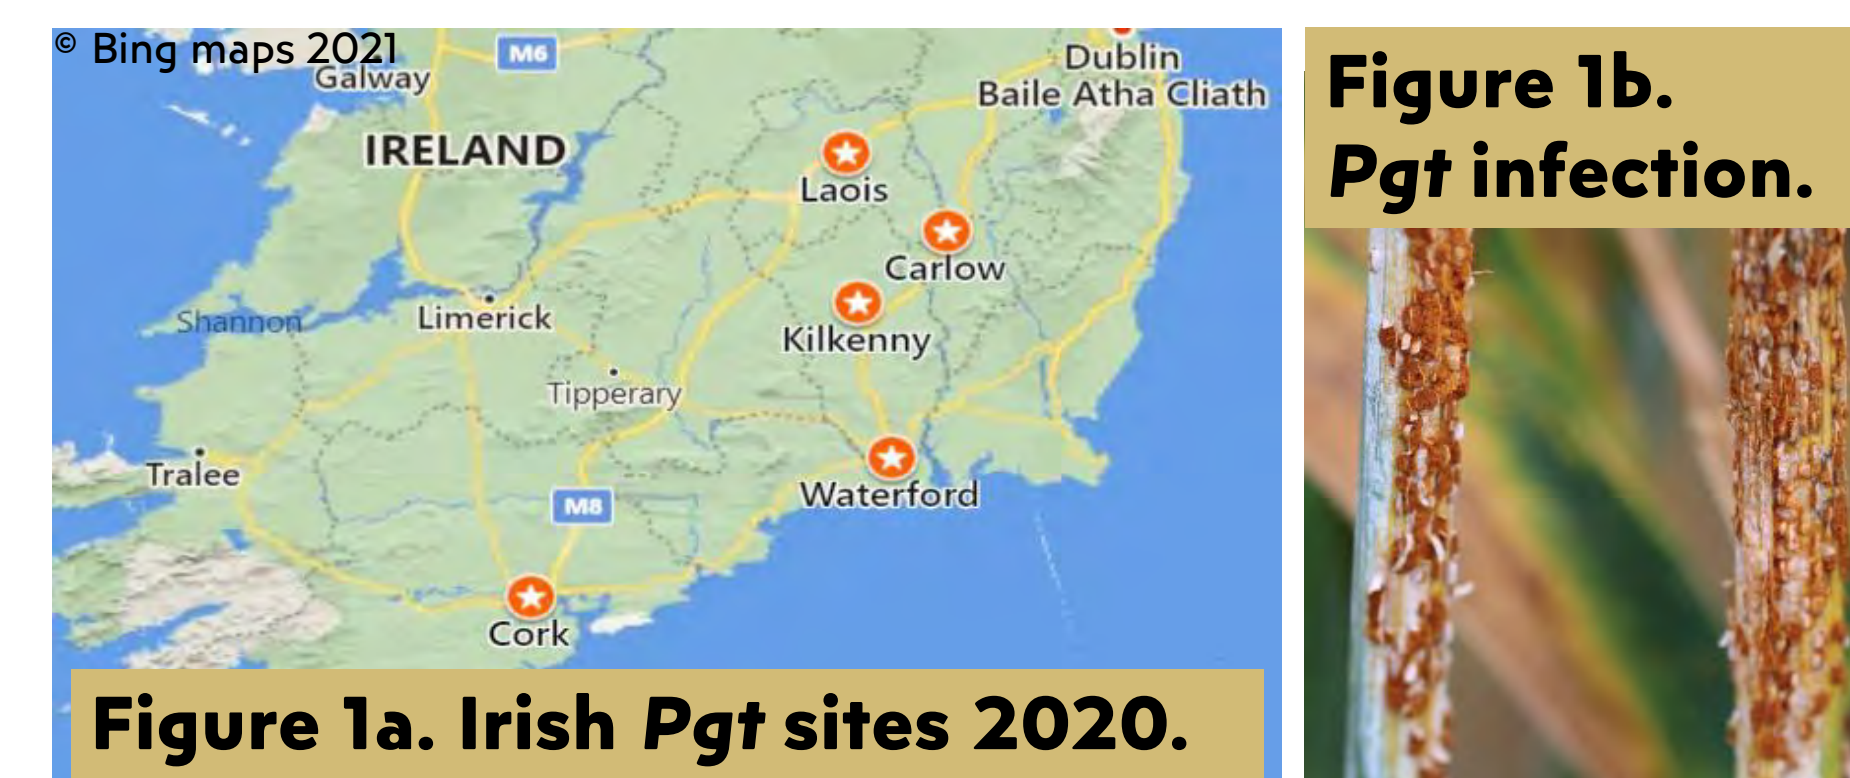 © Bing maps 2021
M6
Galway
Dublin
Baile Atha Cliath
IRELAND
Laois
Carlow
Shannon
Limerick
Kilkenny
Tipperary
Tralee
Waterford
M8
Cork
Figure 1a. Irish Pgt sites 2020.
Figure 1b.
Pgt infection.